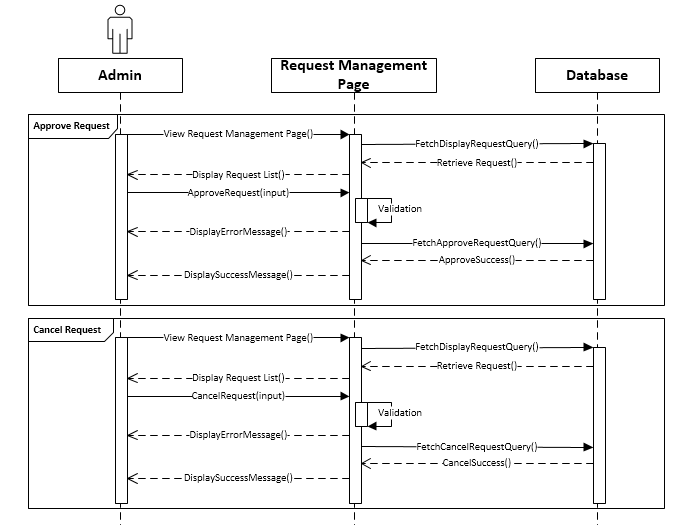 Admin
Request Management
Page
Database
Approve Request
View Request Management Page()
FetchDisplayRequestQuery()
Retrieve Request()
Display Request List()
ApproveRequest(input)
Validation
DisplayErrorMessage()
FetchApproveRequestQuery()
ApproveSuccess()
DisplaySuccessMessage()
Cancel Request
View Request Management Page()
FetchDisplayRequestQuery()
Retrieve Request()
Display Request List()
CancelRequest(input)
Validation
DisplayErrorMessage()
FetchCancelRequestQuery()
CancelSuccess()
DisplaySuccessMessage()